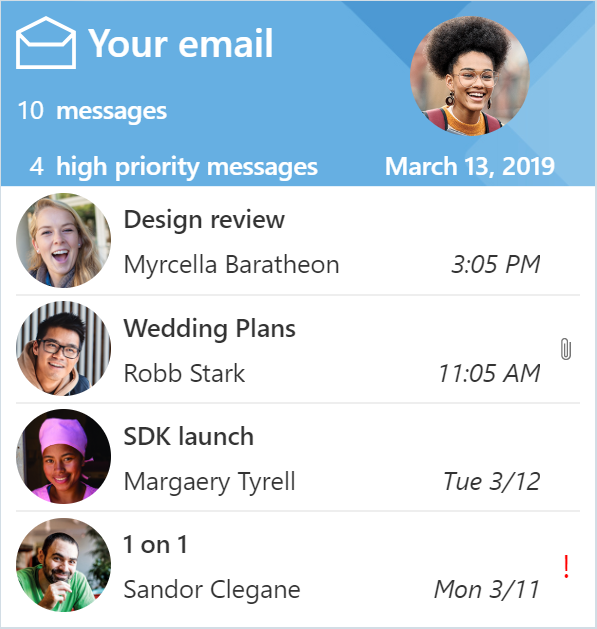 Your email
10 messages
4 high priority messages
March 13, 2019
Design review
Myrcella Baratheon 3:05 PM
Wedding Plans
Robb Stark 11:05 AM
SDK launch
Margaery Tyrell Tue 3/12
1 on 1
!
Sandor Clegane Mon 3/11